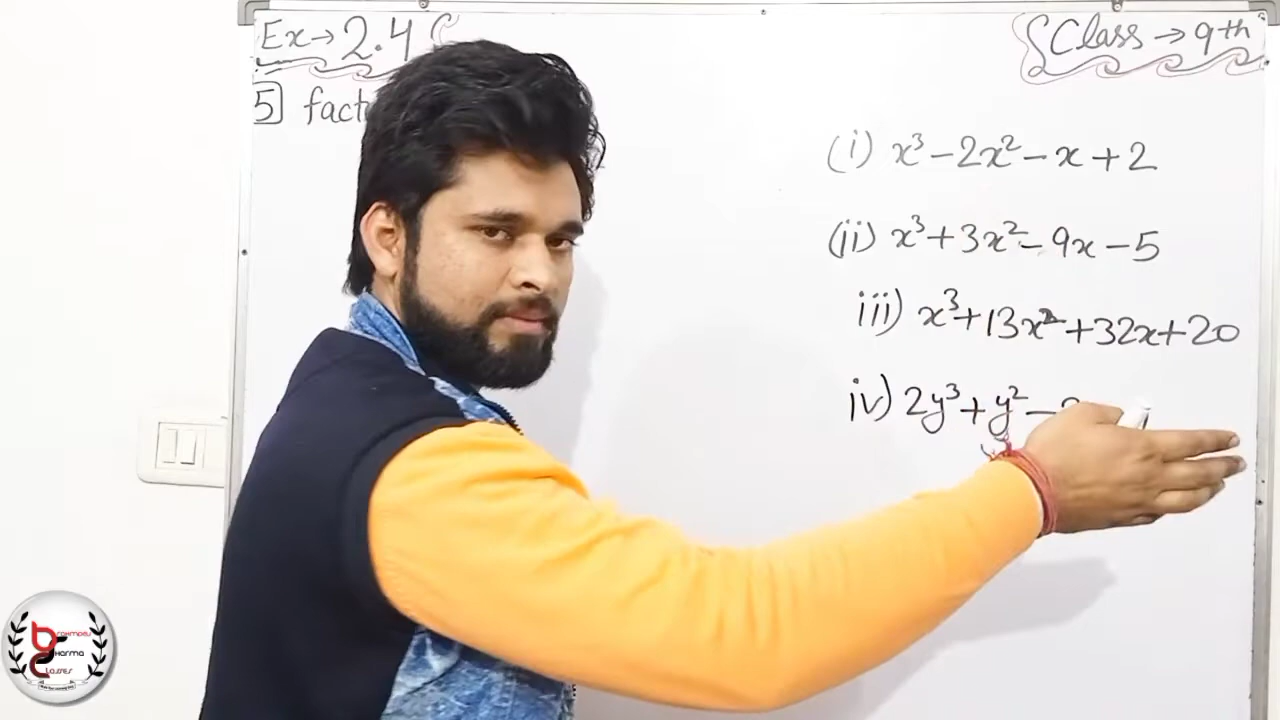 Ex→2.4
Class→9th
5 fact
(i) x³-2x²-x+2
(ii) x³+3x²-9x-5
iii) x³+13x²+32x+20
iv) 2y³+y²-